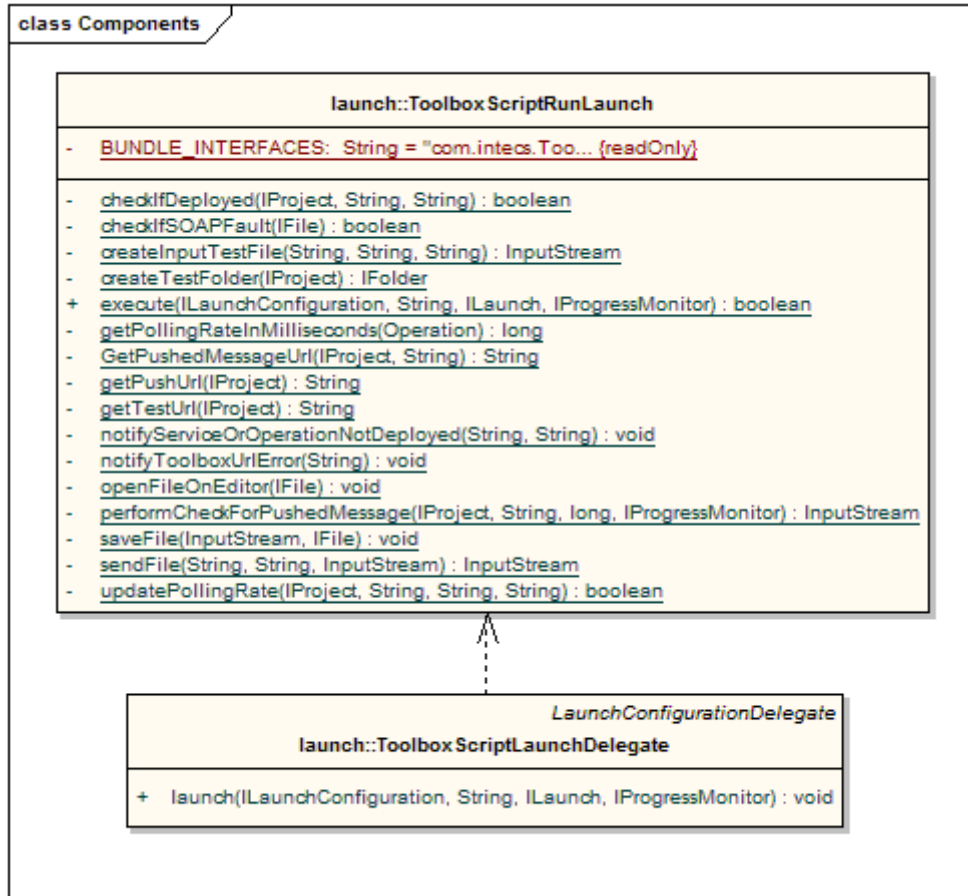 class Components
launch::ToolboxScriptRunLaunch
- BUNDLE_INTERFACES: String = "com.intecs.Too... {readOnly}
- checkIfDeployed(IProject, String, String) : boolean
- checkIfSOAPFault(IFile) : boolean
- createInputTestFile(String, String, String) : InputStream
- createTestFolder(IProject) : IFolder
+ execute(ILaunchConfiguration, String, ILaunch, IProgressMonitor) : boolean
- getPollingRateInMilliseconds(Operation) : long
- GetPushedMessageUrl(IProject, String) : String
- getPushUrl(IProject) : String
- getTestUrl(IProject) : String
- notifyServiceOrOperationNotDeployed(String, String) : void
- notifyToolboxUrlError(String) : void
- openFileOnEditor(IFile) : void
- performCheckForPushedMessage(IProject, String, long, IProgressMonitor) : InputStream
- saveFile(InputStream, IFile) : void
- sendFile(String, String, InputStream) : InputStream
- updatePollingRate(IProject, String, String, String) : boolean
LaunchConfigurationDelegate
launch::ToolboxScriptLaunchDelegate
+ launch(ILaunchConfiguration, String, ILaunch, IProgressMonitor) : void